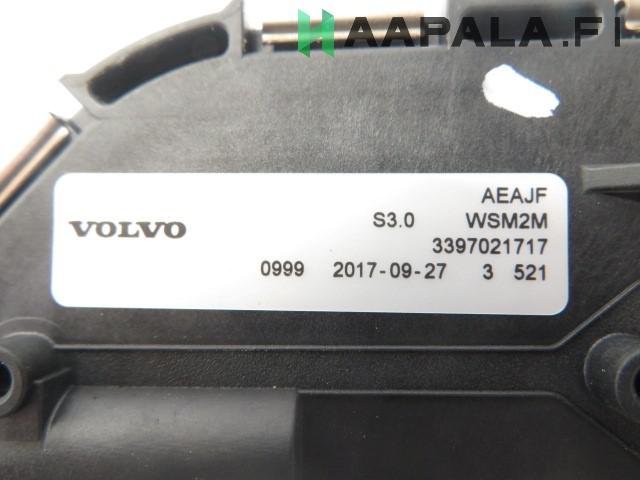 HAAPALA.FI
AEAJF
VOLVO S3.0 WSM2M
3397021717
0999 2017-09-27 3 521